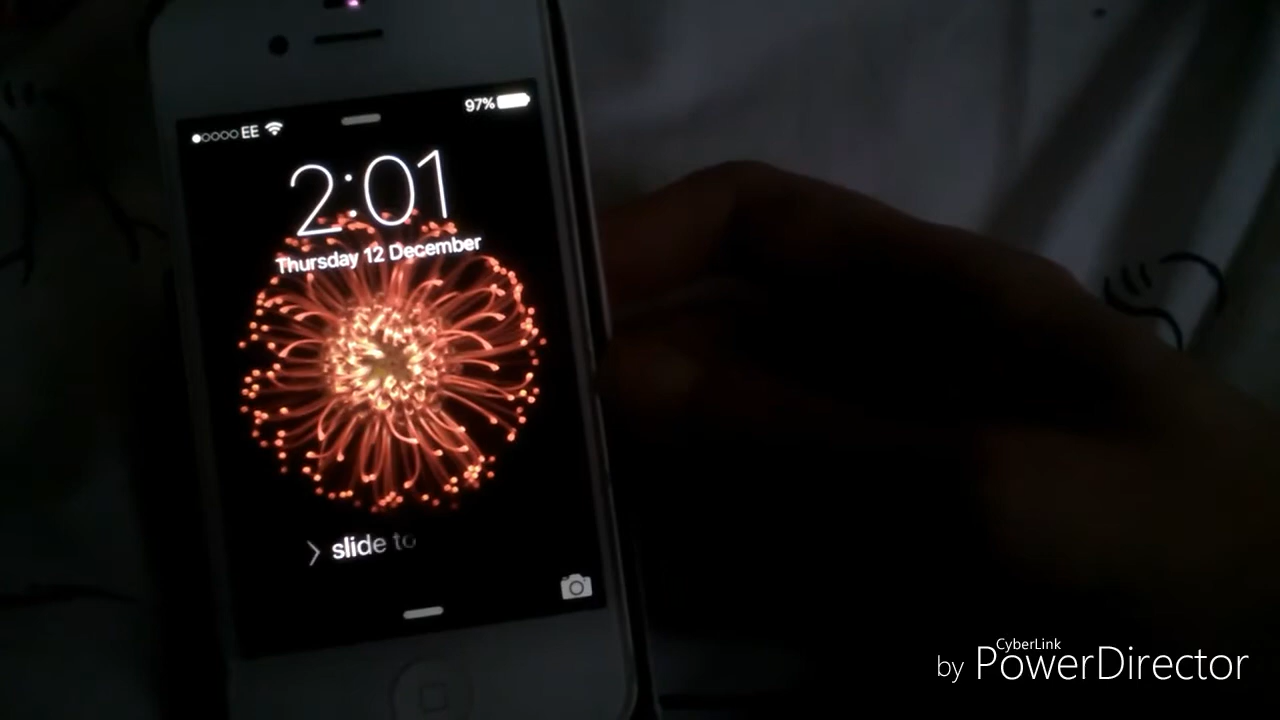 EE 97%
2:01
Thursday 12 December
slide to
CyberLink
by PowerDirector